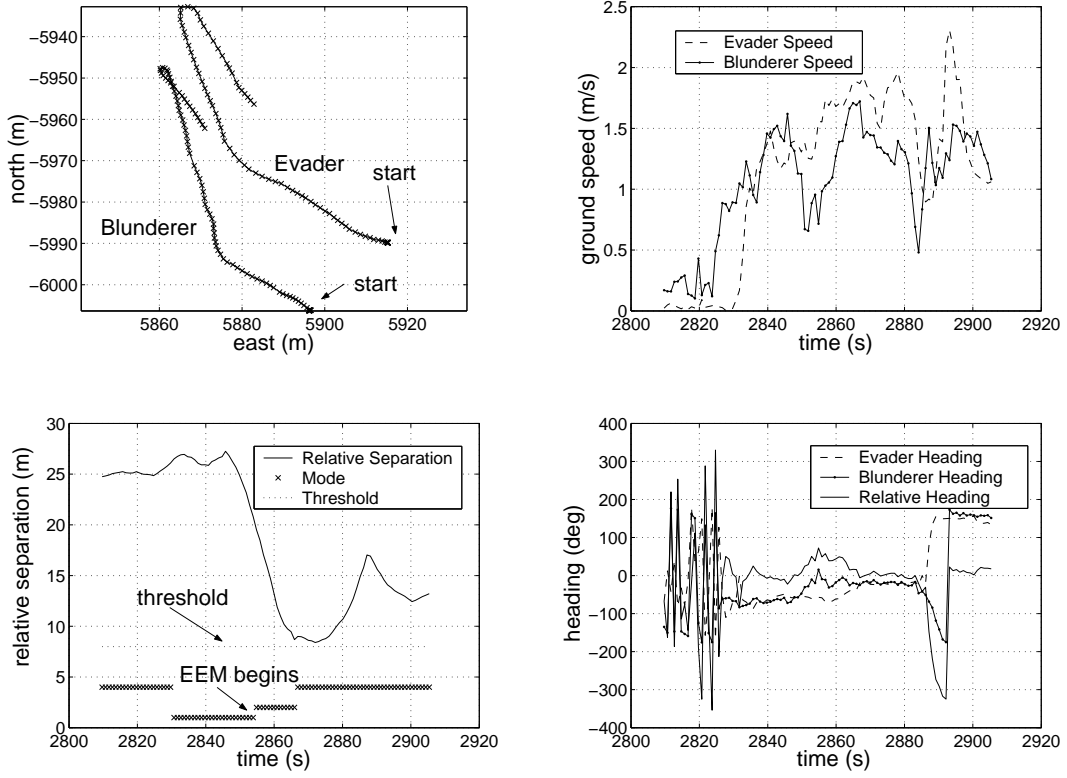 −5940
−5950
−5960
−5970
−5980
−5990
−6000
north (m)
Evader
start
Blunderer
start
5860
5880
5900
5920
east (m)
2.5
2
1.5
1
0.5
0
ground speed (m/s)
Evader Speed
Blunderer Speed
2800
2820
2840
2860
2880
2900
2920
time (s)
30
25
20
15
10
5
0
relative separation (m)
Relative Separation
Mode
Threshold
threshold
EEM begins
2800
2820
2840
2860
2880
2900
2920
time (s)
400
300
200
100
0
−100
−200
−300
−400
heading (deg)
Evader Heading
Blunderer Heading
Relative Heading
2800
2820
2840
2860
2880
2900
2920
time (s)